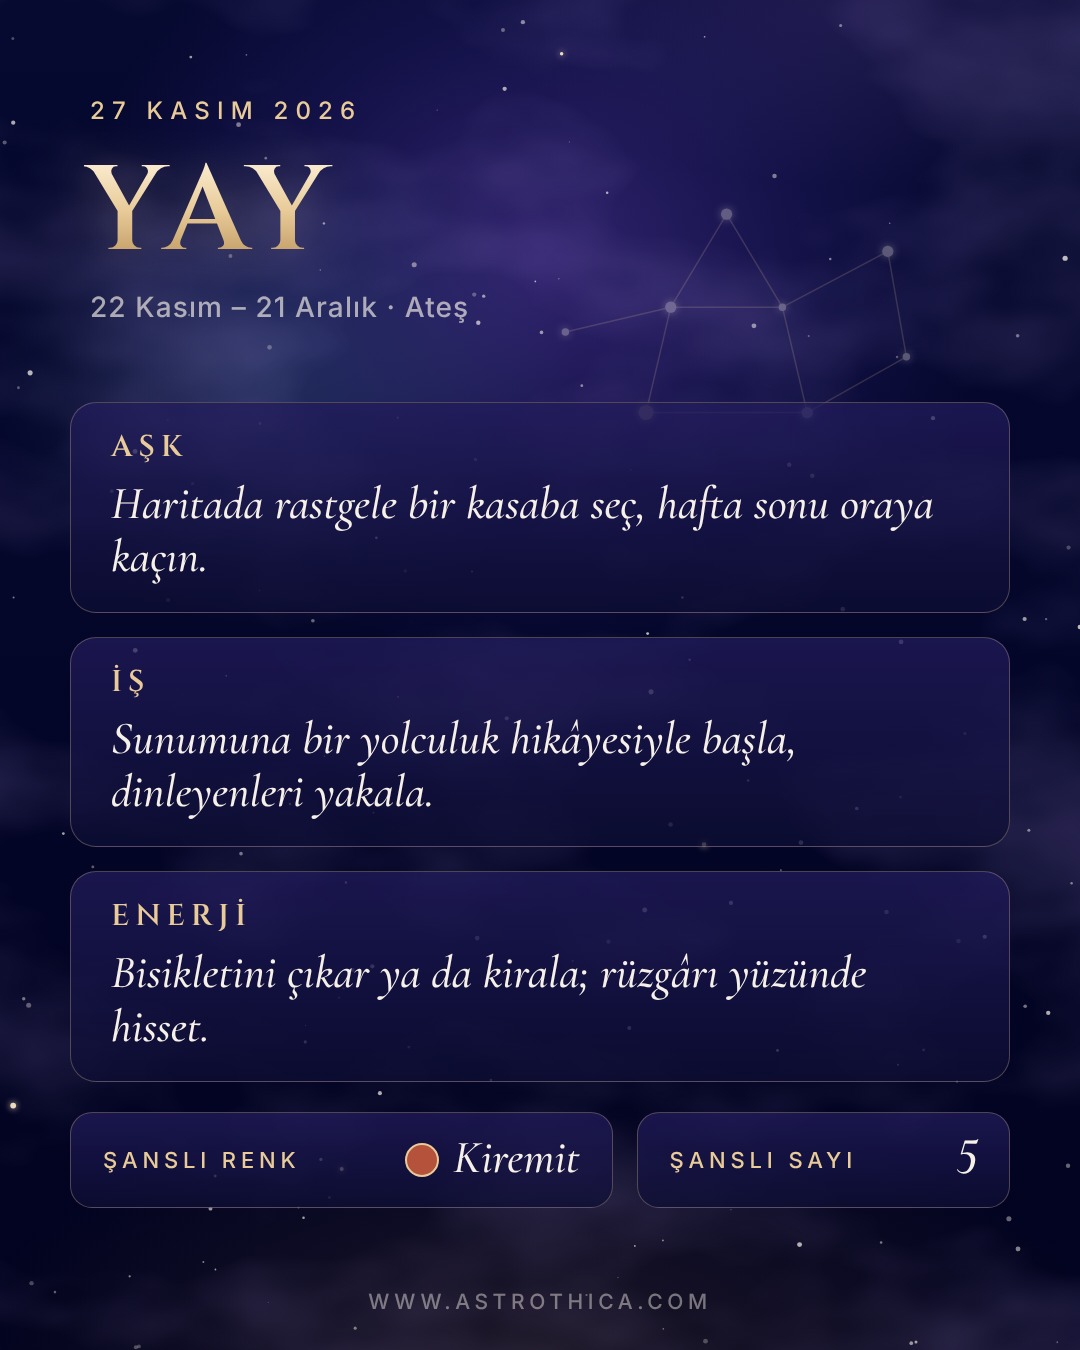 27 KASIM 2026
YAY
22 Kasım – 21 Aralık · Ateş
AŞK
Haritada rastgele bir kasaba seç, hafta sonu oraya
kaçın.
İŞ
Sunumuna bir yolculuk hikâyesiyle başla,
dinleyenleri yakala.
ENERJİ
Bisikletini çıkar ya da kirala; rüzgârı yüzünde
hisset.
ŞANSLI RENK
Kiremit
ŞANSLI SAYI
5
WWW.ASTROTHICA.COM